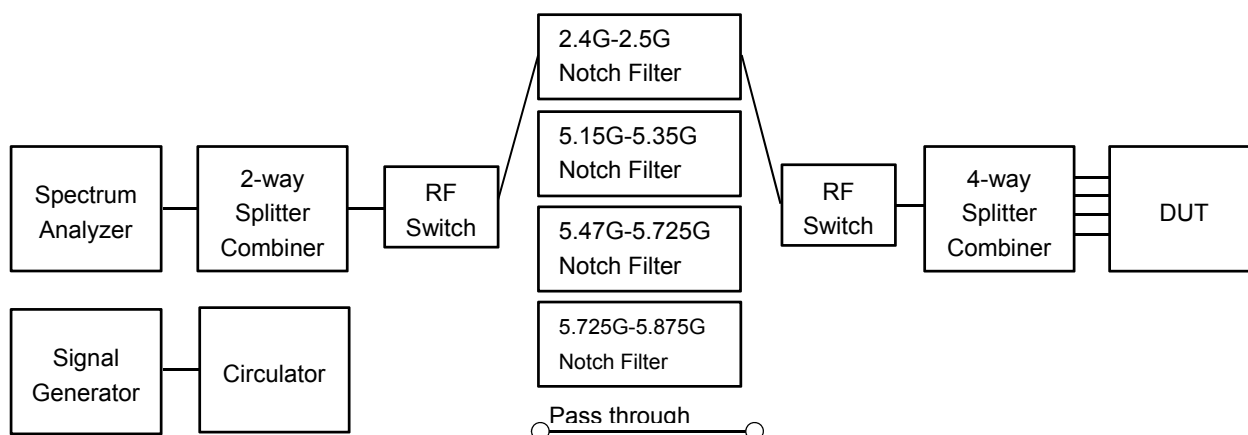 2.4G-2.5G
Notch Filter
5.15G-5.35G
Notch Filter
5.47G-5.725G
Notch Filter
5.725G-5.875G
Notch Filter
Pass through
Spectrum
Analyzer
2-way
Splitter
Combiner
RF
Switch
RF
Switch
4-way
Splitter
Combiner
DUT
Signal
Generator
Circulator